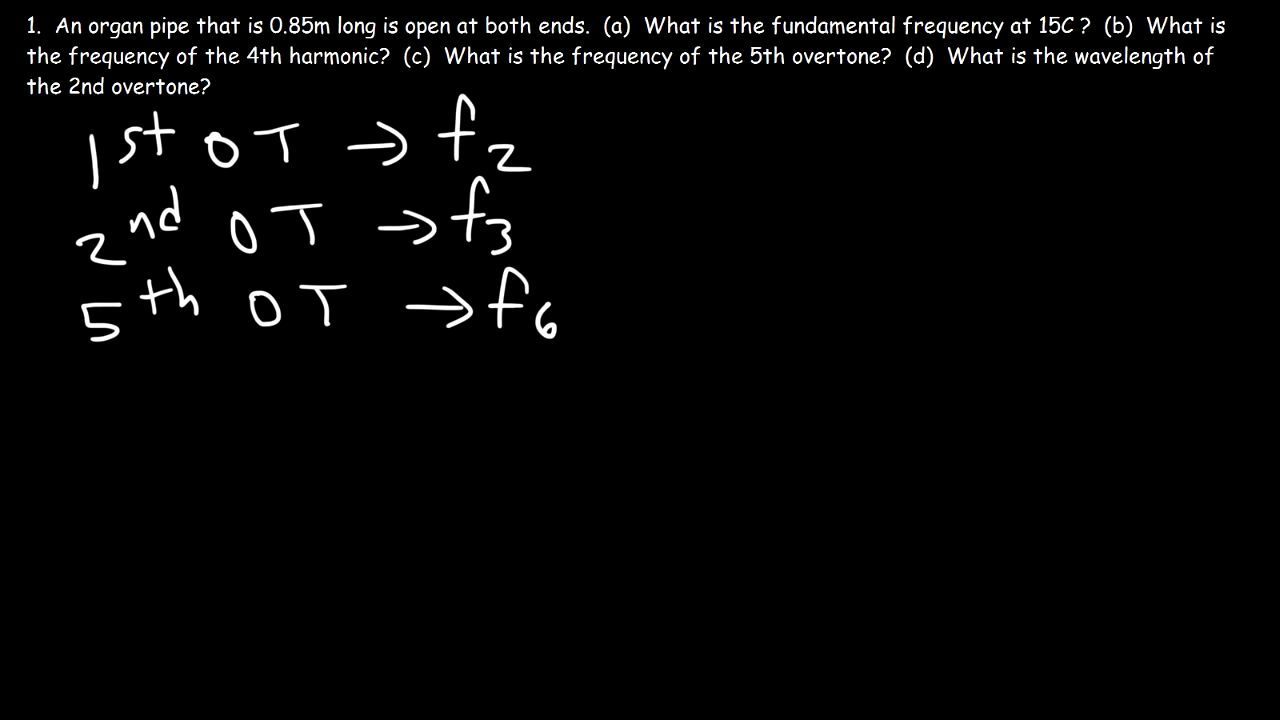 1. An organ pipe that is 0.85m long is open at both ends. (a) What is the fundamental frequency at 15C ? (b) What is
the frequency of the 4th harmonic? (c) What is the frequency of the 5th overtone? (d) What is the wavelength of
the 2nd overtone?
1st OT → f2
2nd OT → f3
5th OT → f6